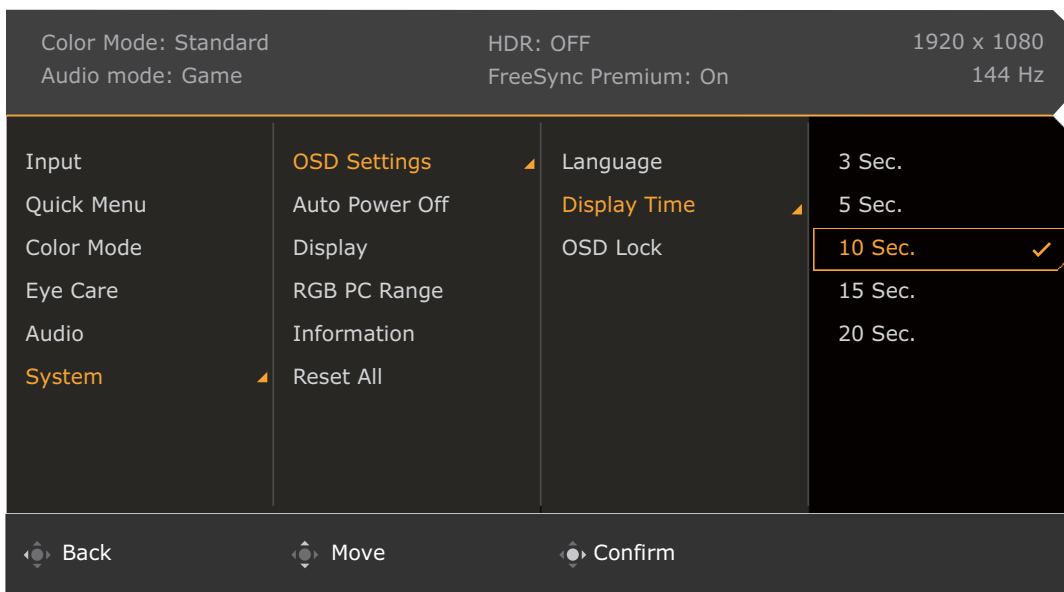 Color Mode: Standard
HDR: OFF
1920 x 1080
Audio mode: Game
FreeSync Premium: On
144 Hz
Input
Quick Menu
Color Mode
Eye Care
Audio
System
OSD Settings
Auto Power Off
Display
RGB PC Range
Information
Reset All
Language
Display Time
OSD Lock
3 Sec.
5 Sec.
10 Sec.
15 Sec.
20 Sec.
Back
Move
Confirm